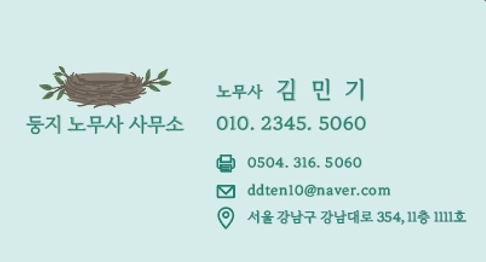 둥지 노무사 사무소
노무사 김 민 기
010. 2345. 5060
0504. 316. 5060
ddten10@naver.com
서울 강남구 강남대로 354, 11층 1111호